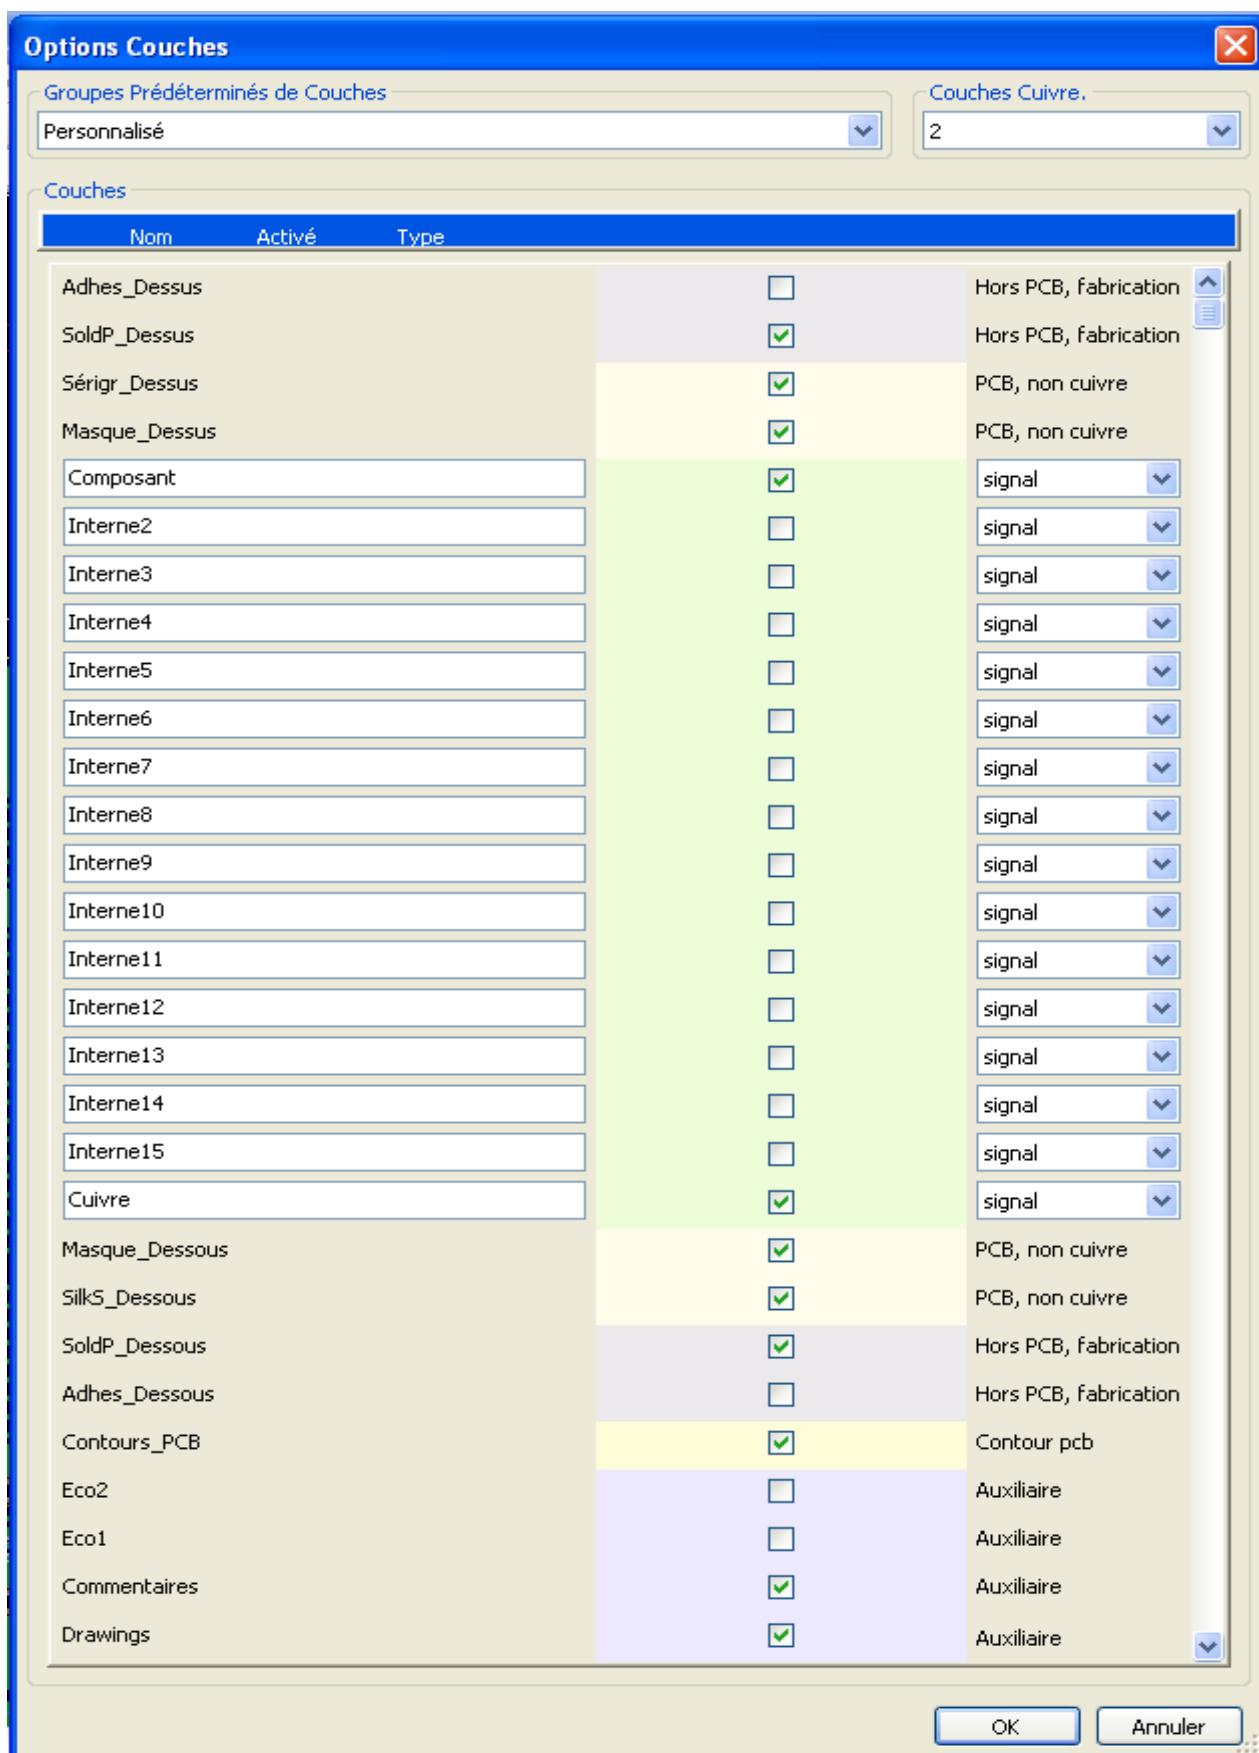 Options Couches
Groupes Prédéterminés de Couches Couches Cuivre.
Personnalisé 2
Couches
Nom Activé Type
Adhes_Dessus Hors PCB, fabrication
SoldP_Dessus Hors PCB, fabrication
Sérigr_Dessus PCB, non cuivre
Masque_Dessus PCB, non cuivre
Composant signal
Interne2 signal
Interne3 signal
Interne4 signal
Interne5 signal
Interne6 signal
Interne7 signal
Interne8 signal
Interne9 signal
Interne10 signal
Interne11 signal
Interne12 signal
Interne13 signal
Interne14 signal
Interne15 signal
Cuivre signal
Masque_Dessous PCB, non cuivre
SilkS_Dessous PCB, non cuivre
SoldP_Dessous Hors PCB, fabrication
Adhes_Dessous Hors PCB, fabrication
Contours_PCB Contour pcb
Eco2 Auxiliaire
Eco1 Auxiliaire
Commentaires Auxiliaire
Drawings Auxiliaire
OK Annuler